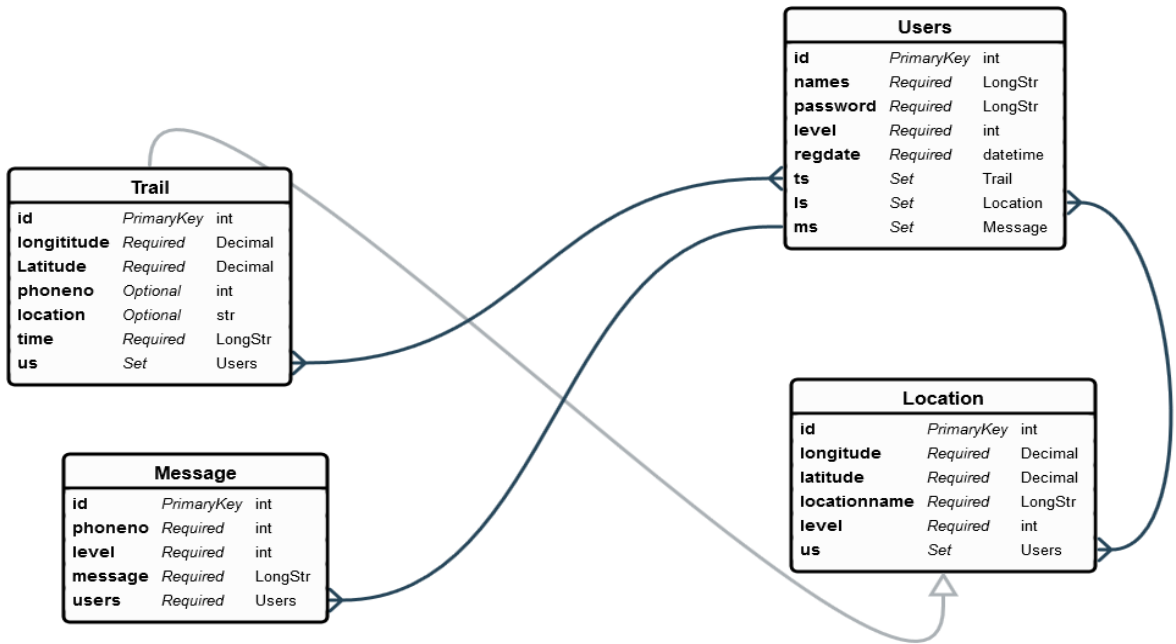 Users
id PrimaryKey int
names Required LongStr
password Required LongStr
level Required int
regdate Required datetime
ts Set Trail
ls Set Location
ms Set Message
Trail
id PrimaryKey int
longititude Required Decimal
Latitude Required Decimal
phoneno Optional int
location Optional str
time Required LongStr
us Set Users
Location
id PrimaryKey int
longitude Required Decimal
latitude Required Decimal
locationname Required LongStr
level Required int
us Set Users
Message
id PrimaryKey int
phoneno Required int
level Required int
message Required LongStr
users Required Users